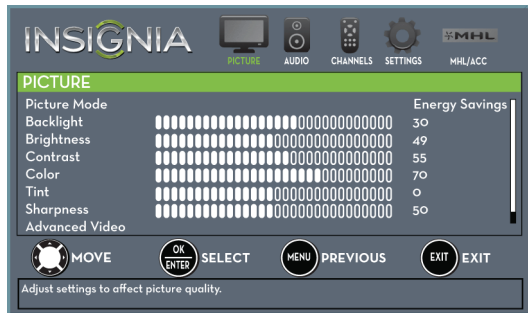 INSIGNIA
PICTURE AUDIO CHANNELS SETTINGS MHL MHL/ACC
PICTURE
Picture Mode Energy Savings
Backlight 30
Brightness 49
Contrast 55
Color 70
Tint 0
Sharpness 50
Advanced Video
MOVE OK ENTER SELECT MENU PREVIOUS EXIT EXIT
Adjust settings to affect picture quality.